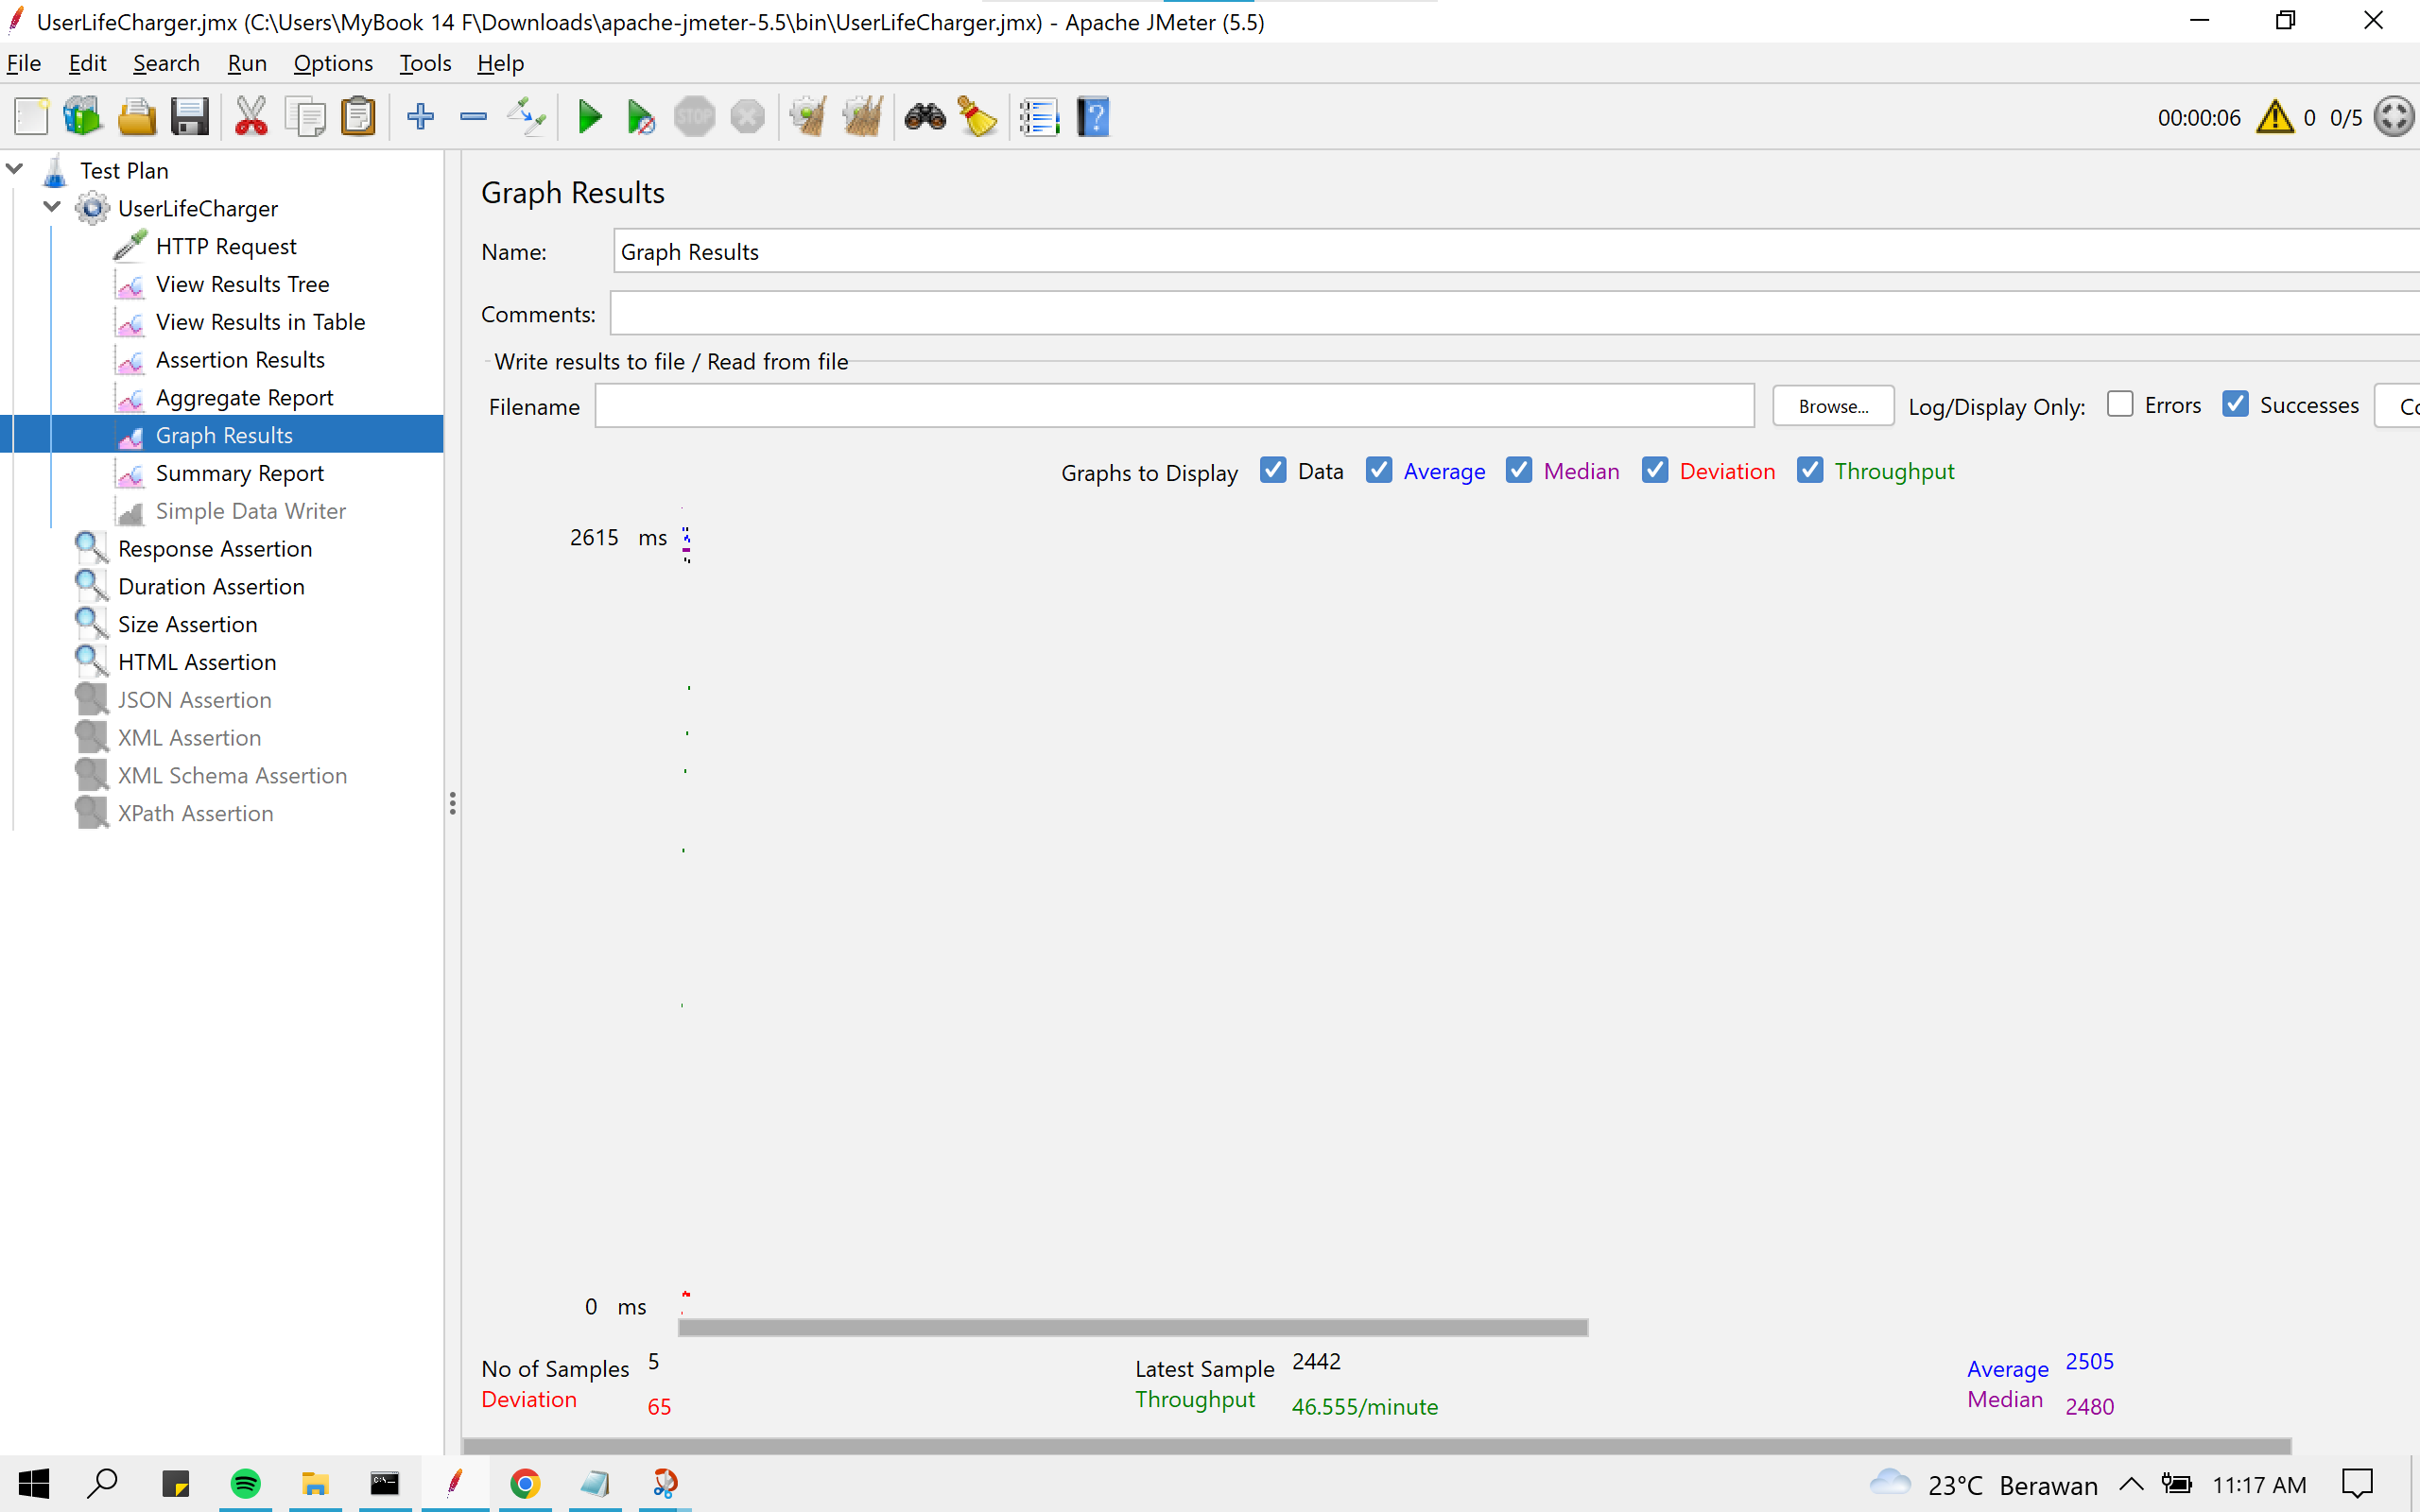 UserLifeCharger.jmx (C:\Users\MyBook 14 F\Downloads\apache-jmeter-5.5\bin\UserLifeCharger.jmx) - Apache JMeter (5.5)
File Edit Search Run Options Tools Help
STOP
00:00:06 0 0/5
Test Plan
UserLifeCharger
HTTP Request
View Results Tree
View Results in Table
Assertion Results
Aggregate Report
Graph Results
Summary Report
Simple Data Writer
Response Assertion
Duration Assertion
Size Assertion
HTML Assertion
JSON Assertion
XML Assertion
XML Schema Assertion
XPath Assertion
Graph Results
Name: Graph Results
Comments:
Write results to file / Read from file
Filename Browse... Log/Display Only: Errors Successes
Graphs to Display Data Average Median Deviation Throughput
2615 ms
0 ms
No of Samples 5 Latest Sample 2442 Average 2505
Deviation 65 Throughput 46.555/minute Median 2480
23°C Berawan 11:17 AM